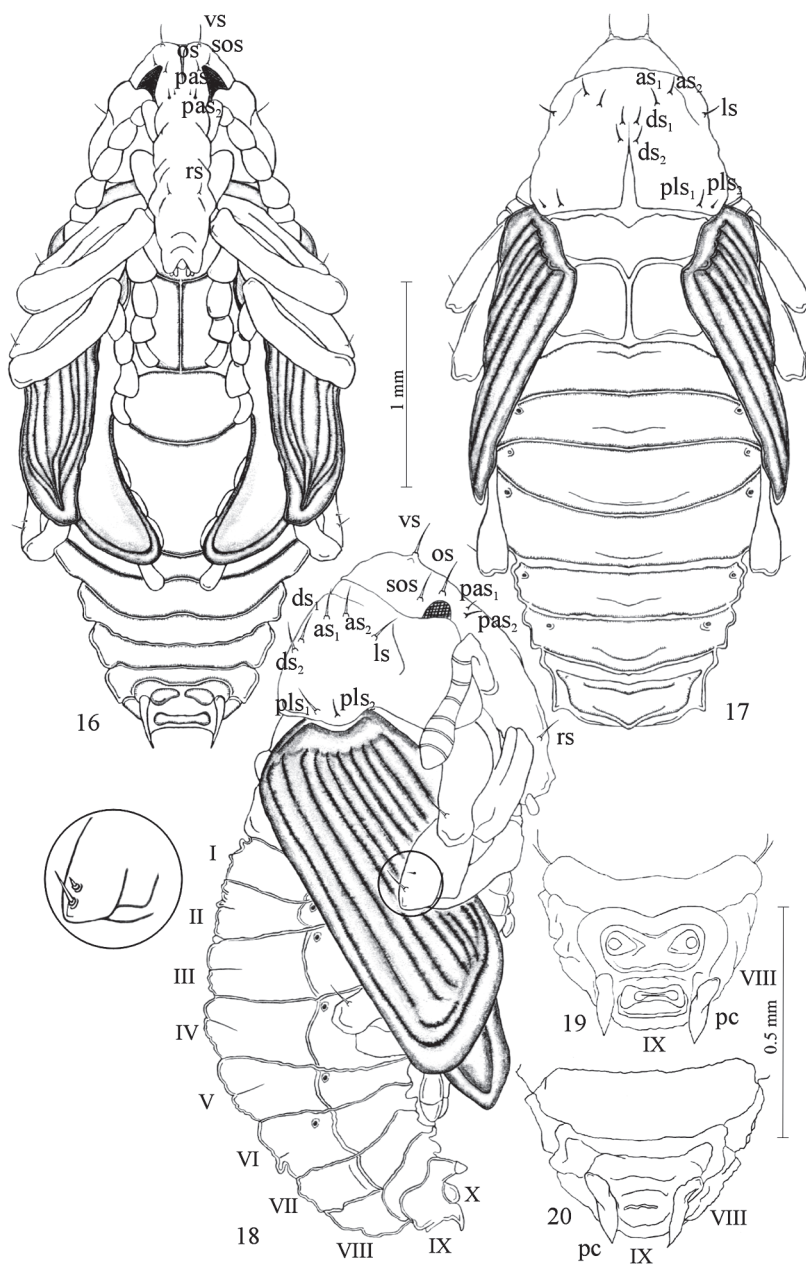 vs
os
sos
pas
pas2
rs
16
1 mm
as1
as2
ls
ds1
ds2
pls1
pls2
17
vs
os
sos
pas1
pas2
ds1
as1
as2
ls
ds2
pls1
pls2
rs
I
II
III
IV
V
VI
VII
VIII
IX
X
18
VIII
pc
IX
19
0.5 mm
VIII
pc
IX
20